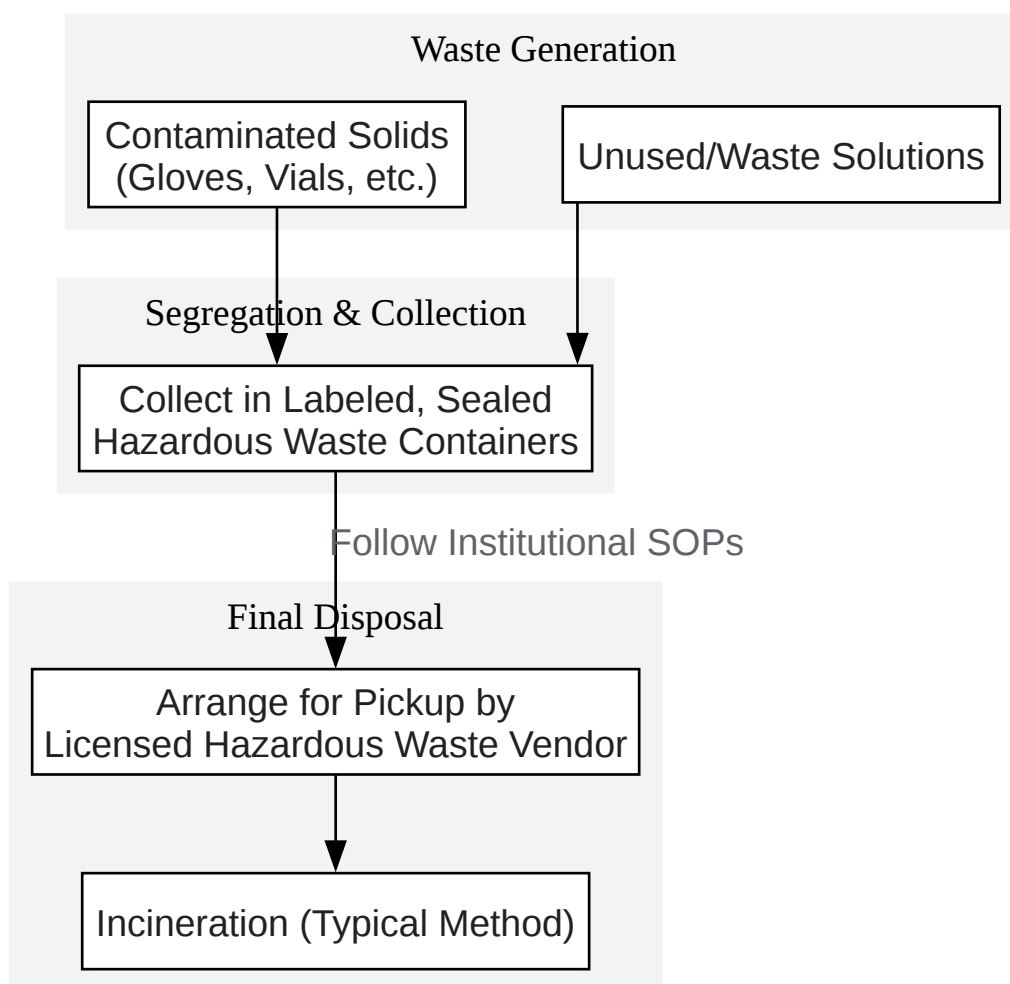 Waste Generation
Contaminated Solids
(Gloves, Vials, etc.)
Unused/Waste Solutions
Segregation & Collection
Collect in Labeled, Sealed
Hazardous Waste Containers
Follow Institutional SOPs
Final Disposal
Arrange for Pickup by
Licensed Hazardous Waste Vendor
Incineration (Typical Method)